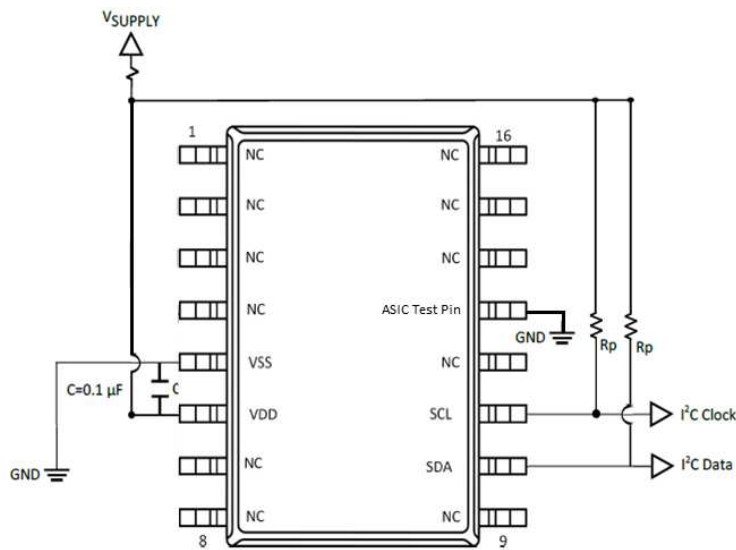 VSUPPLY
1
16
NC
NC
NC
NC
NC
NC
NC
ASIC Test Pin
GND
Rp
Rp
VSS
NC
C=0.1 µF
C
VDD
SCL
I²C Clock
GND
NC
SDA
I²C Data
NC
NC
8
9